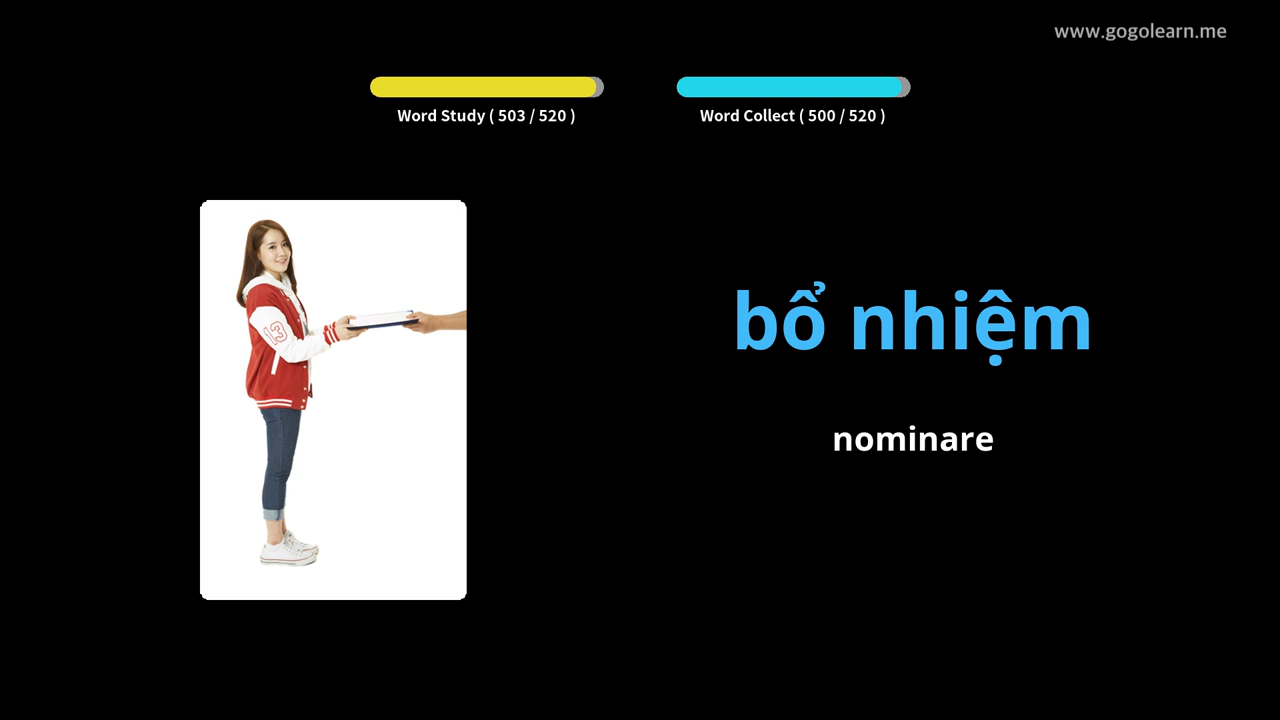 www.gogolearn.me
Word Study ( 503 / 520 )
Word Collect ( 500 / 520 )
13
bổ nhiệm
nominare